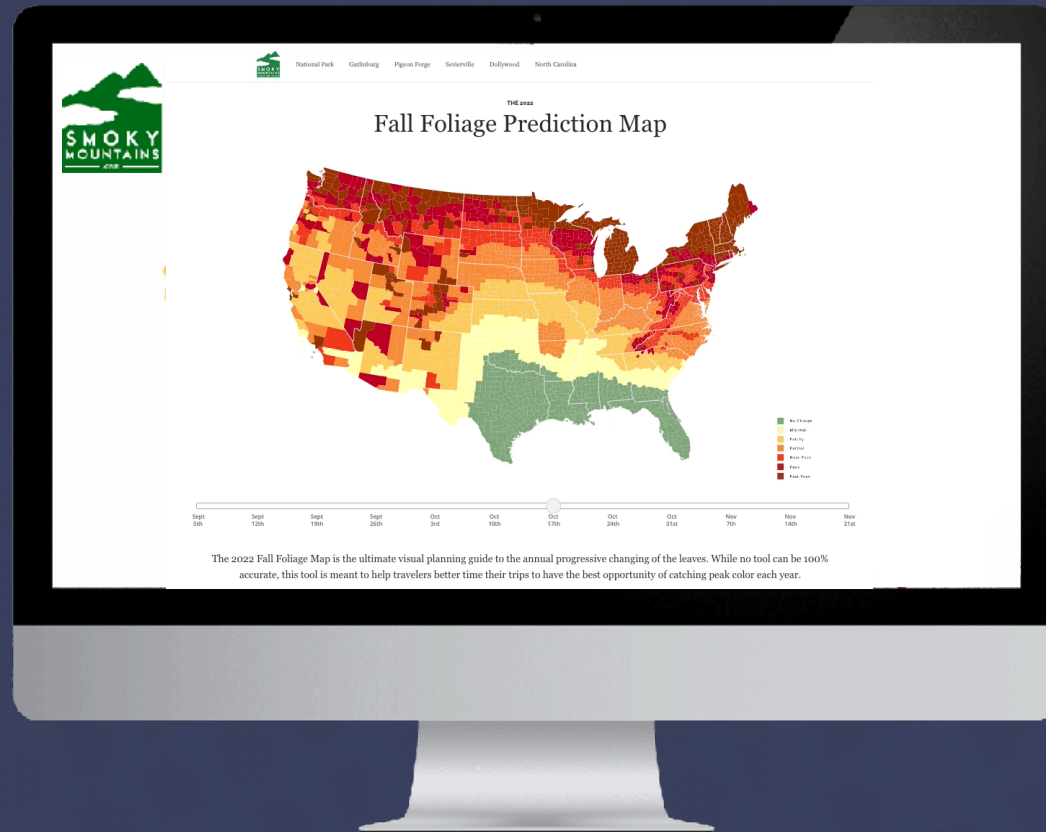 SMOKY
MOUNTAINS
.COM
SMOKY
MOUNTAINS
National Park Gatlinburg Pigeon Forge Sevierville Dollywood North Carolina
THE 2022
Fall Foliage Prediction Map
No Change
Minimal
Patchy
Partial
Near Peak
Peak
Past Peak
Sept 5th Sept 12th Sept 19th Sept 26th Oct 3rd Oct 10th Oct 17th Oct 24th Oct 31st Nov 7th Nov 14th Nov 21st
The 2022 Fall Foliage Map is the ultimate visual planning guide to the annual progressive changing of the leaves. While no tool can be 100%
accurate, this tool is meant to help travelers better time their trips to have the best opportunity of catching peak color each year.